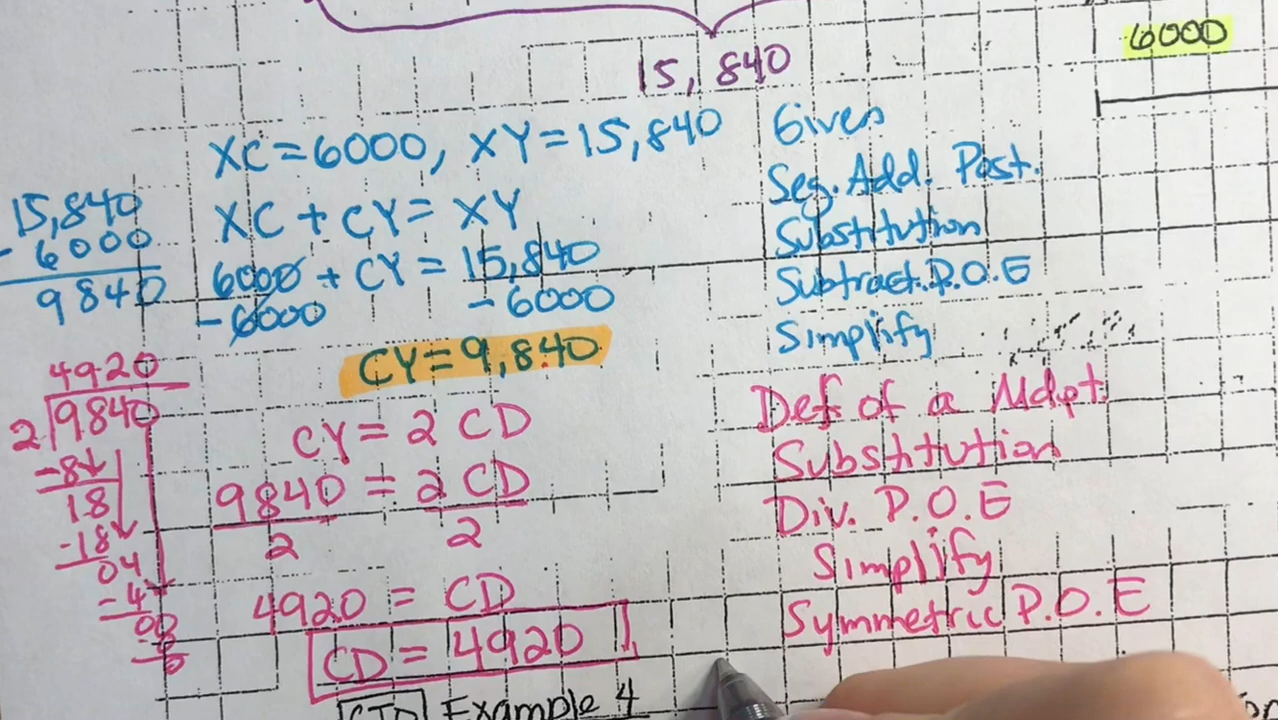 15,840
6000
XC = 6000, XY = 15,840 Given
XC + CY = XY Seg. Add. Post.
6000 + CY = 15,840 Substitution
-6000 -6000 Subtract. P.O.E
CY = 9,840 Simplify
15,840
- 6000
9840
CY = 2 CD Def of a Mdpt.
9840 = 2 CD Substitution
2 2 Div. P.O.E
4920 = CD Simplify
CD = 4920 Symmetric P.O.E
4920
2 9840
-8
18
-18
04
-4
00
-0
0
Example 4